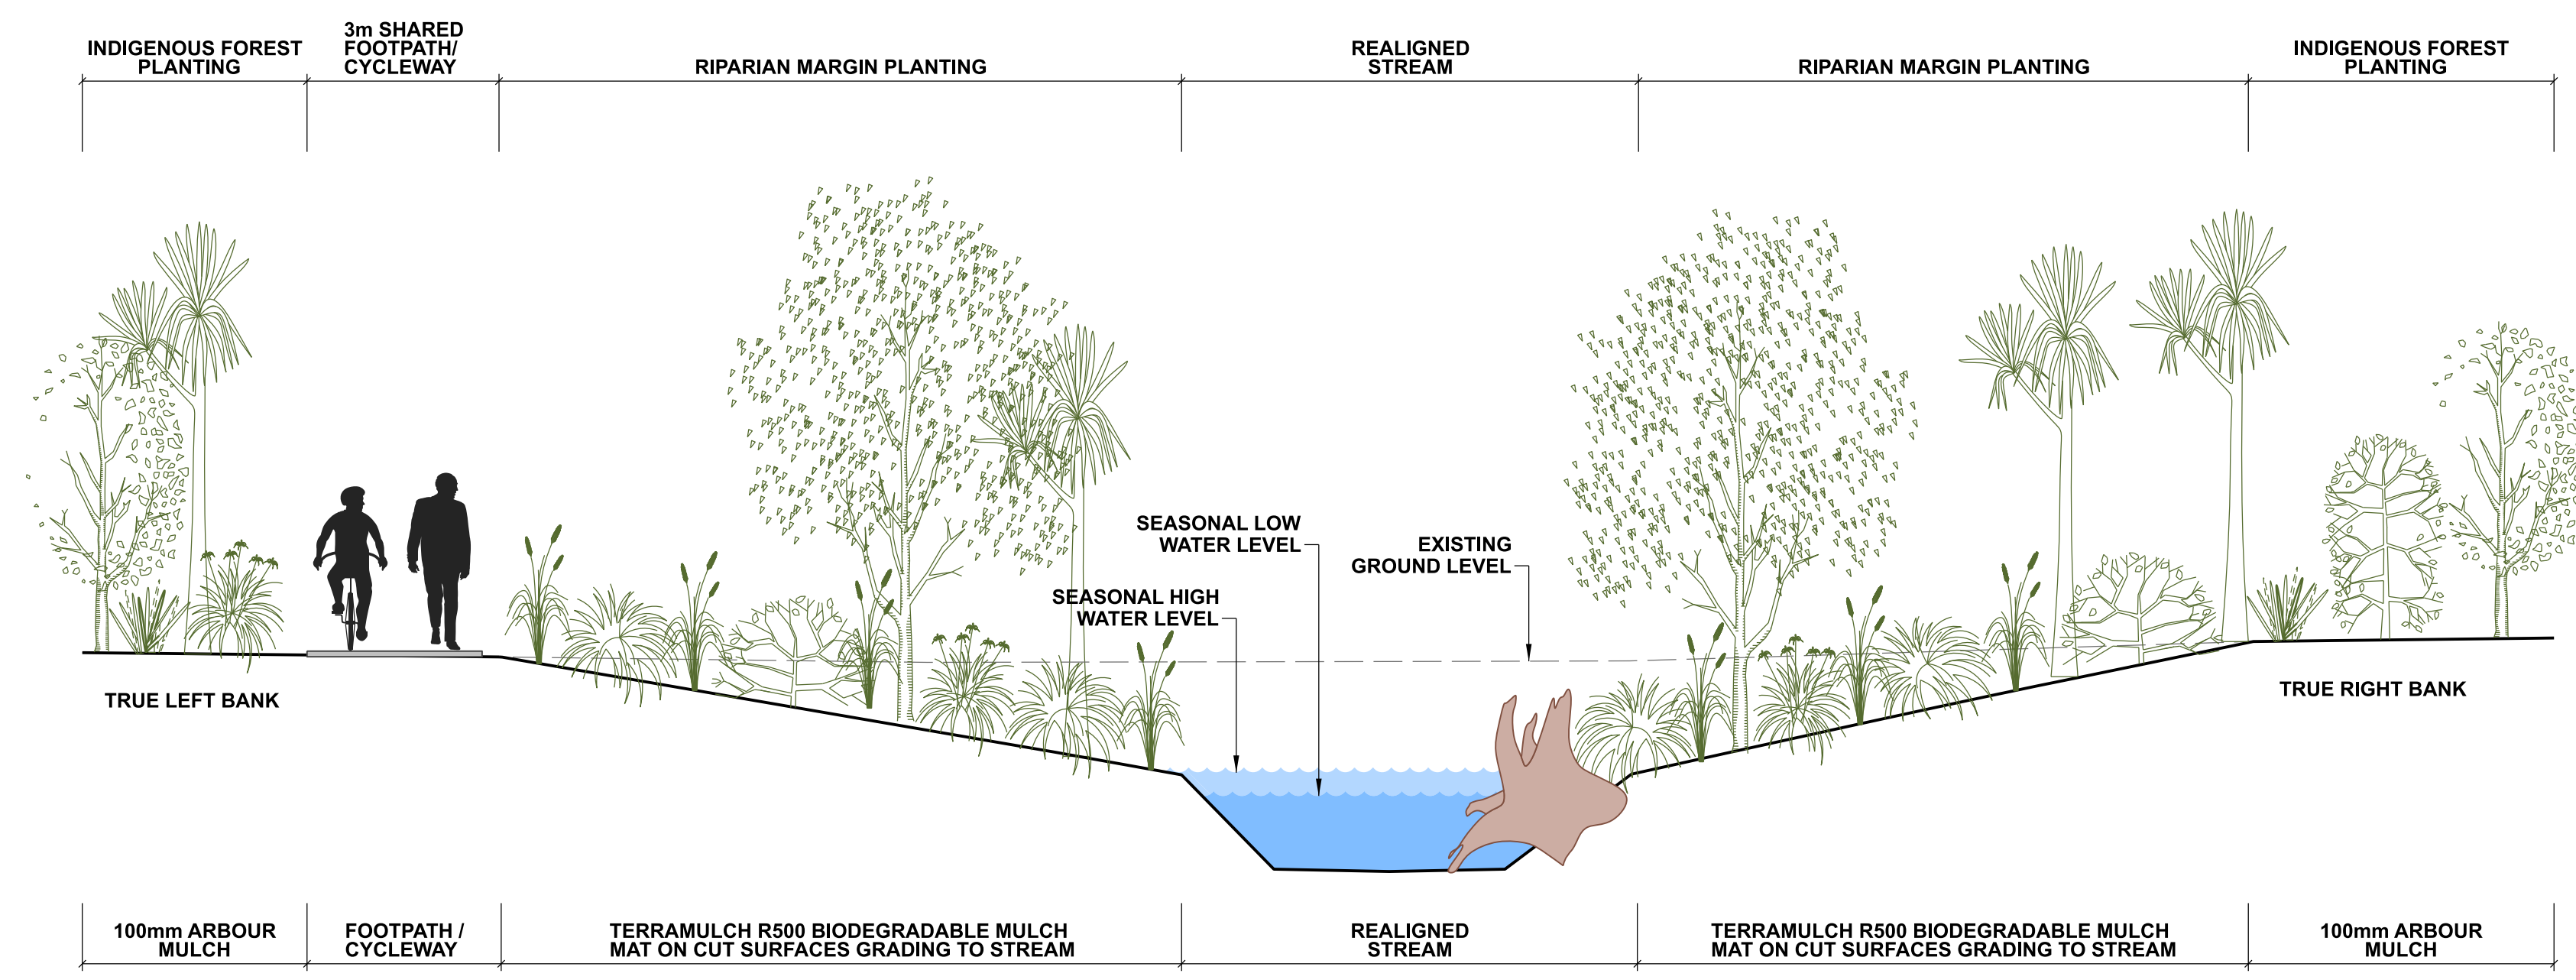 INDIGENOUS FOREST
PLANTING
3m SHARED
FOOTPATH/
CYCLEWAY
RIPARIAN MARGIN PLANTING
REALIGNED
STREAM
RIPARIAN MARGIN PLANTING
INDIGENOUS FOREST
PLANTING
SEASONAL LOW
WATER LEVEL
EXISTING
GROUND LEVEL
SEASONAL HIGH
WATER LEVEL
TRUE LEFT BANK
TRUE RIGHT BANK
100mm ARBOUR
MULCH
FOOTPATH /
CYCLEWAY
TERRAMULCH R500 BIODEGRADABLE MULCH
MAT ON CUT SURFACES GRADING TO STREAM
REALIGNED
STREAM
TERRAMULCH R500 BIODEGRADABLE MULCH
MAT ON CUT SURFACES GRADING TO STREAM
100mm ARBOUR
MULCH